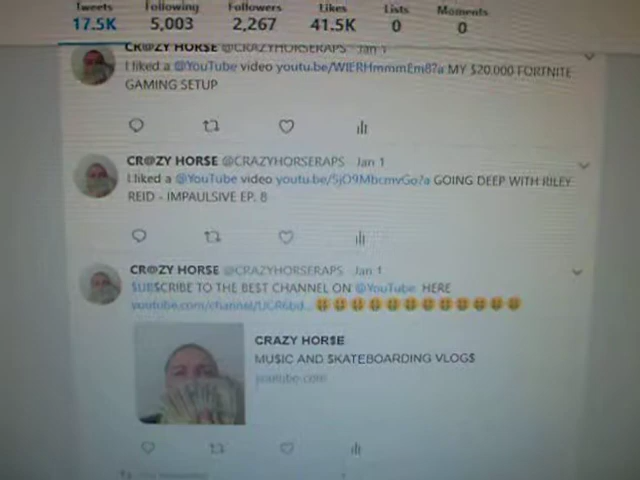 Tweets Following Followers Likes Lists Moments
17.5K 5,003 2,267 41.5K 0 0
CR@ZY HOR$E @CRAZYHORSERAPS · Jan 1
I liked a @YouTube video MY $20,000 FORTNITE
GAMING SETUP
CR@ZY HOR$E @CRAZYHORSERAPS · Jan 1
I liked a @YouTube video GOING DEEP WITH RILEY
REID - IMPAULSIVE EP. 8
CR@ZY HOR$E @CRAZYHORSERAPS · Jan 1
$UB$CRIBE TO THE BEST CHANNEL ON @YouTube HERE
CRAZY HOR$E
MU$IC AND $KATEBOARDING VLOG$
youtube.com